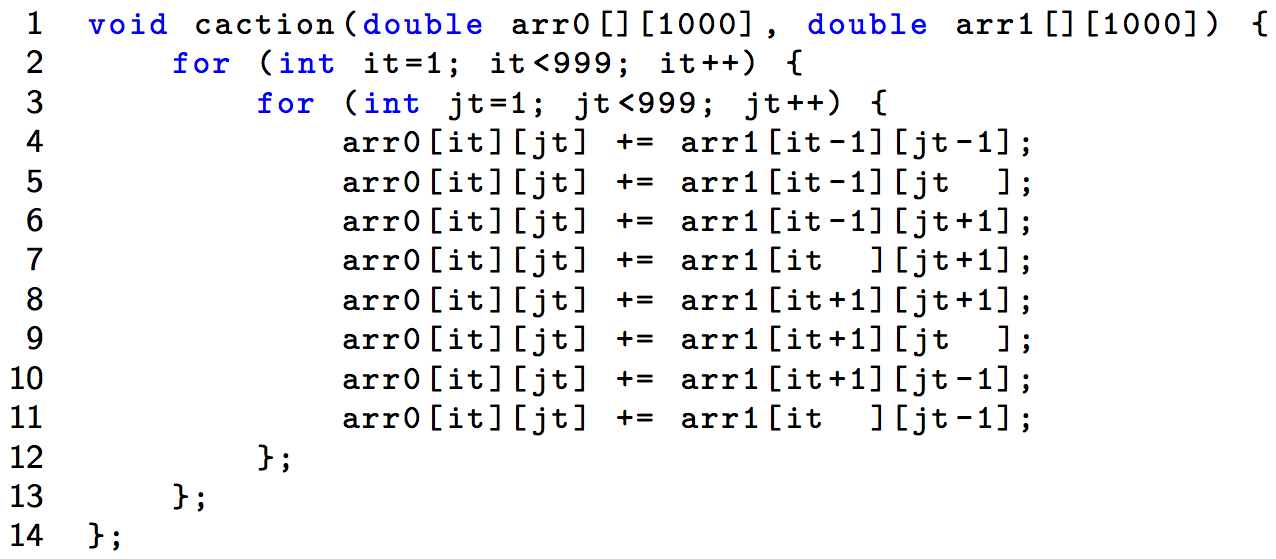 1 void caction(double arr0[][1000], double arr1[][1000]) {
2     for (int it=1; it<999; it++) {
3         for (int jt=1; jt<999; jt++) {
4             arr0[it][jt] += arr1[it-1][jt-1];
5             arr0[it][jt] += arr1[it-1][jt  ];
6             arr0[it][jt] += arr1[it-1][jt+1];
7             arr0[it][jt] += arr1[it  ][jt+1];
8             arr0[it][jt] += arr1[it+1][jt+1];
9             arr0[it][jt] += arr1[it+1][jt  ];
10             arr0[it][jt] += arr1[it+1][jt-1];
11             arr0[it][jt] += arr1[it  ][jt-1];
12         };
13     };
14 };